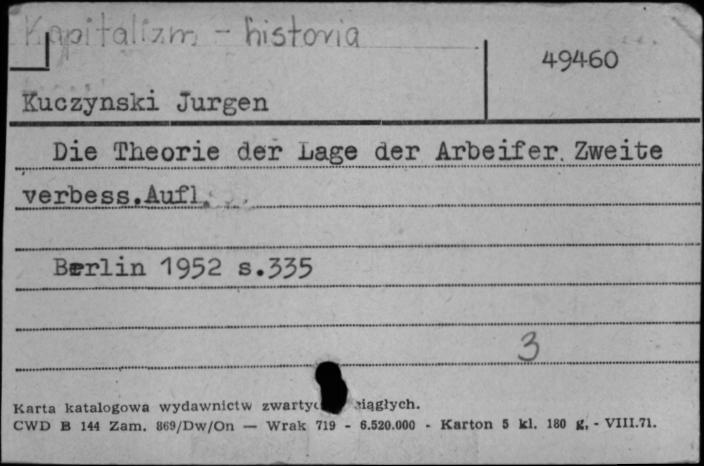 Kapitalizm - historia
49460
Kuczynski Jurgen
Die Theorie der Lage der Arbeifer. Zweite
verbess.Aufl.
Berlin 1952 s.335
3
Karta katalogowa wydawnictw
CWD B 144 Zam. 869/Dw/On — Wrak 719 - 6.520.000 - Karton 5 kl. 180 g. - VIII.71.